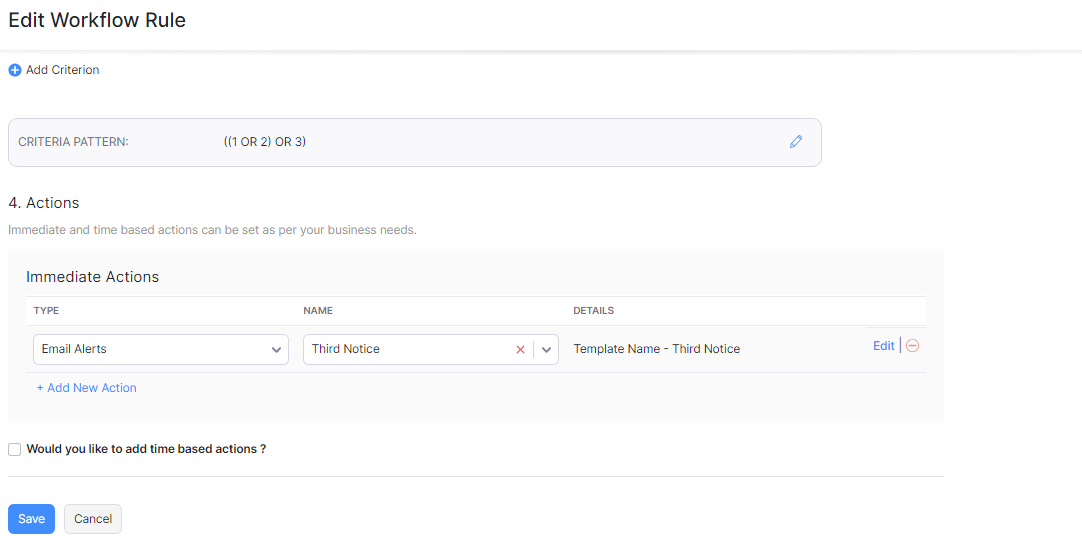 Edit Workflow Rule
Add Criterion
CRITERIA PATTERN: ((1 OR 2) OR 3)
4. Actions
Immediate and time based actions can be set as per your business needs.
Immediate Actions
TYPE NAME DETAILS
Email Alerts Third Notice Template Name - Third Notice Edit
+ Add New Action
Would you like to add time based actions ?
Save Cancel